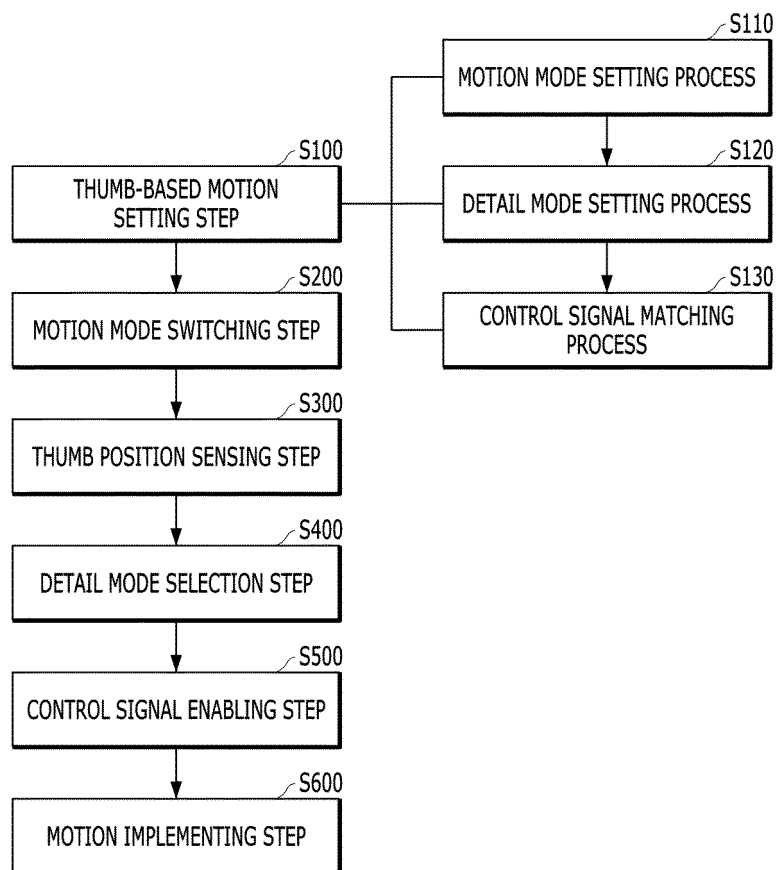 S110
MOTION MODE SETTING PROCESS
S100
THUMB-BASED MOTION
SETTING STEP
S120
DETAIL MODE SETTING PROCESS
S200
MOTION MODE SWITCHING STEP
S130
CONTROL SIGNAL MATCHING
PROCESS
S300
THUMB POSITION SENSING STEP
S400
DETAIL MODE SELECTION STEP
S500
CONTROL SIGNAL ENABLING STEP
S600
MOTION IMPLEMENTING STEP